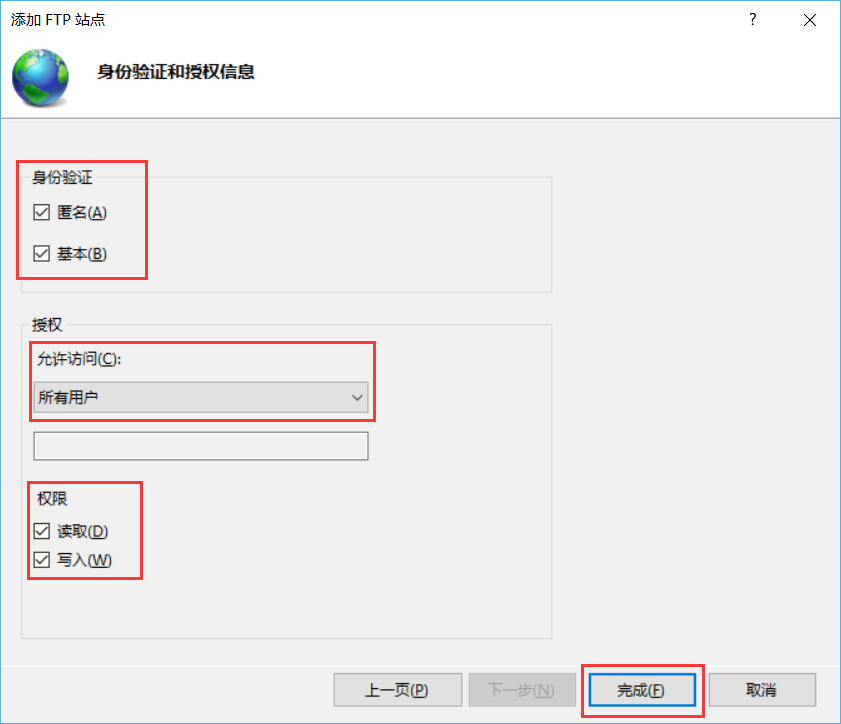 添加 FTP 站点
?
身份验证和授权信息
身份验证
匿名(A)
基本(B)
授权
允许访问(C):
所有用户
权限
读取(D)
写入(W)
上一页(P) 下一步(N) 完成(F) 取消